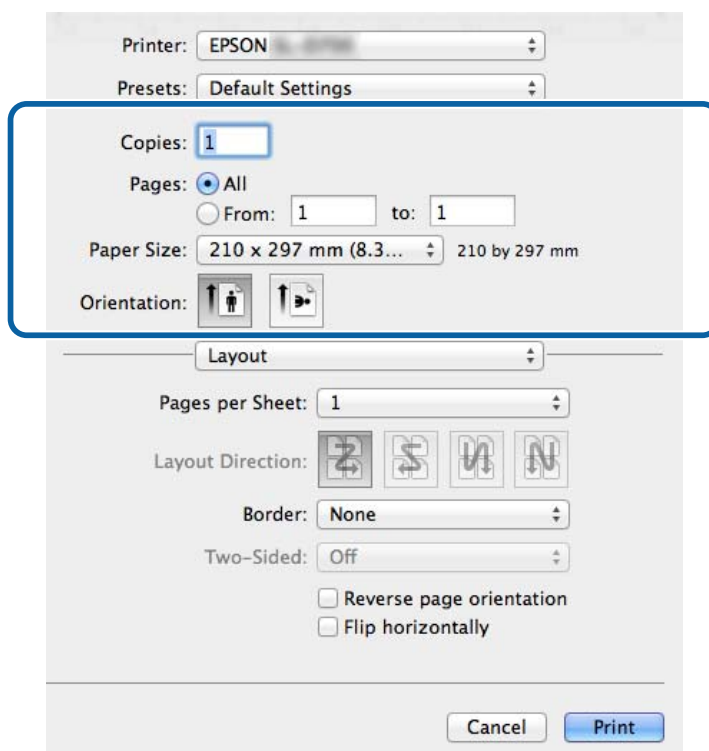 Printer: EPSON
Presets: Default Settings
Copies: 1
Pages: All
From: 1 to: 1
Paper Size: 210 x 297 mm (8.3... 210 by 297 mm
Orientation:
Layout
Pages per Sheet: 1
Layout Direction:
Border: None
Two-Sided: Off
Reverse page orientation
Flip horizontally
Cancel Print